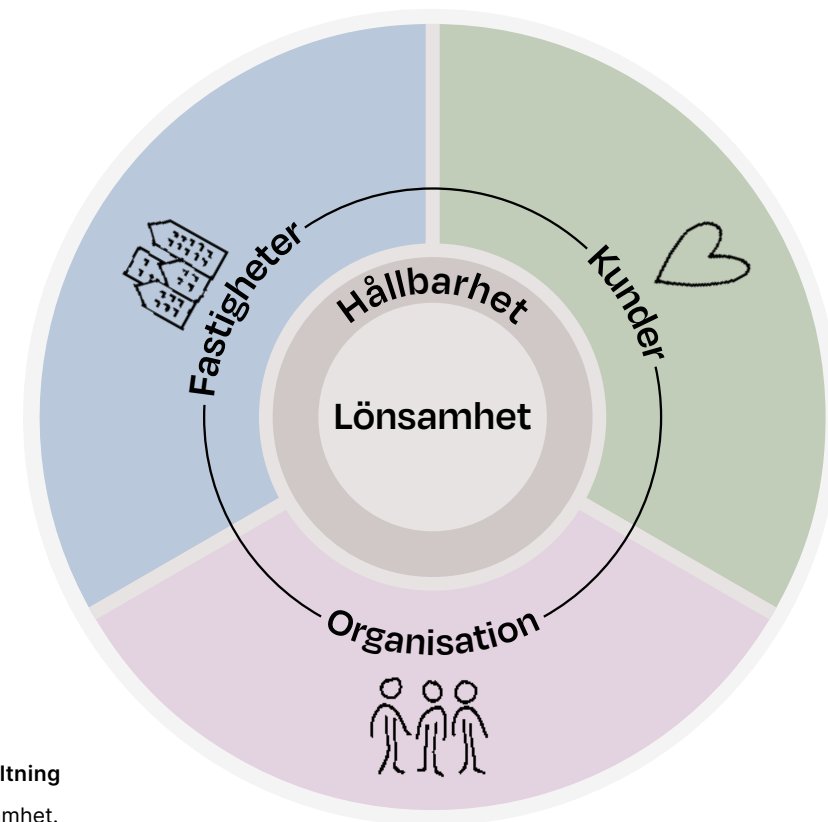 Fastigheter
Kunder
Hållbarhet
Lönsamhet
Organisation